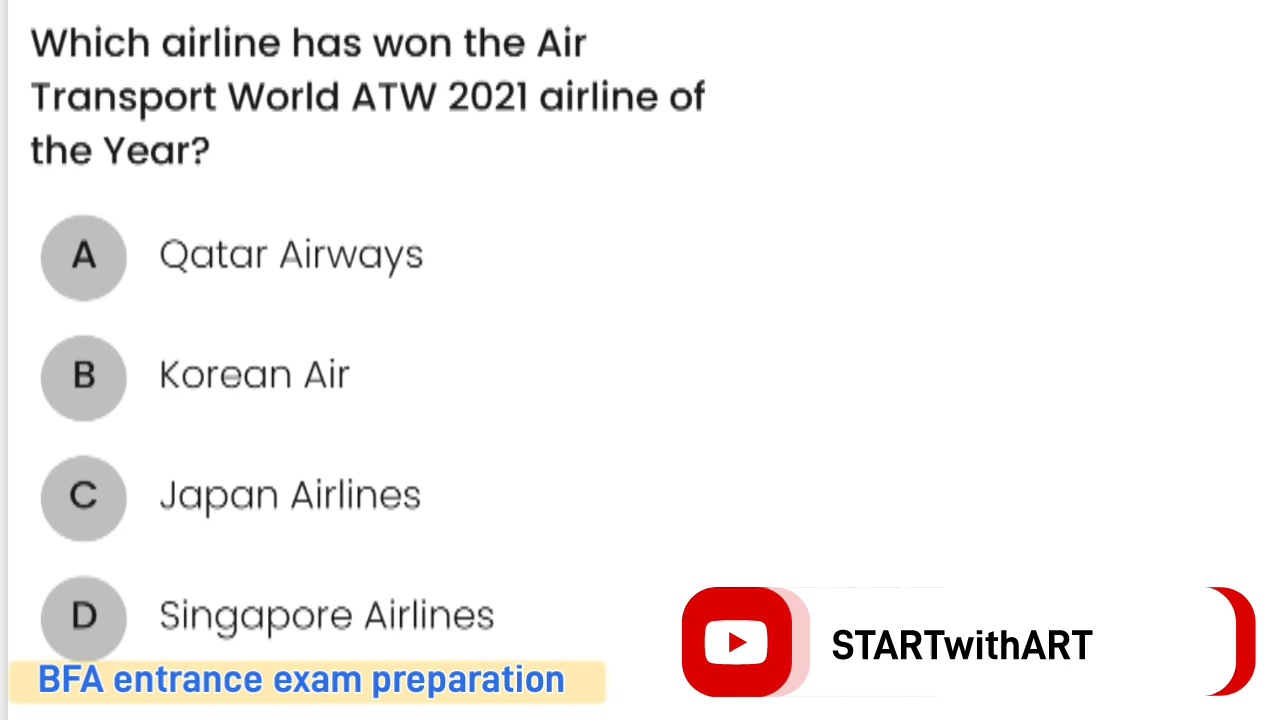 Which airline has won the Air
Transport World ATW 2021 airline of
the Year?
A Qatar Airways
B Korean Air
C Japan Airlines
D Singapore Airlines
BFA entrance exam preparation
STARTwithART